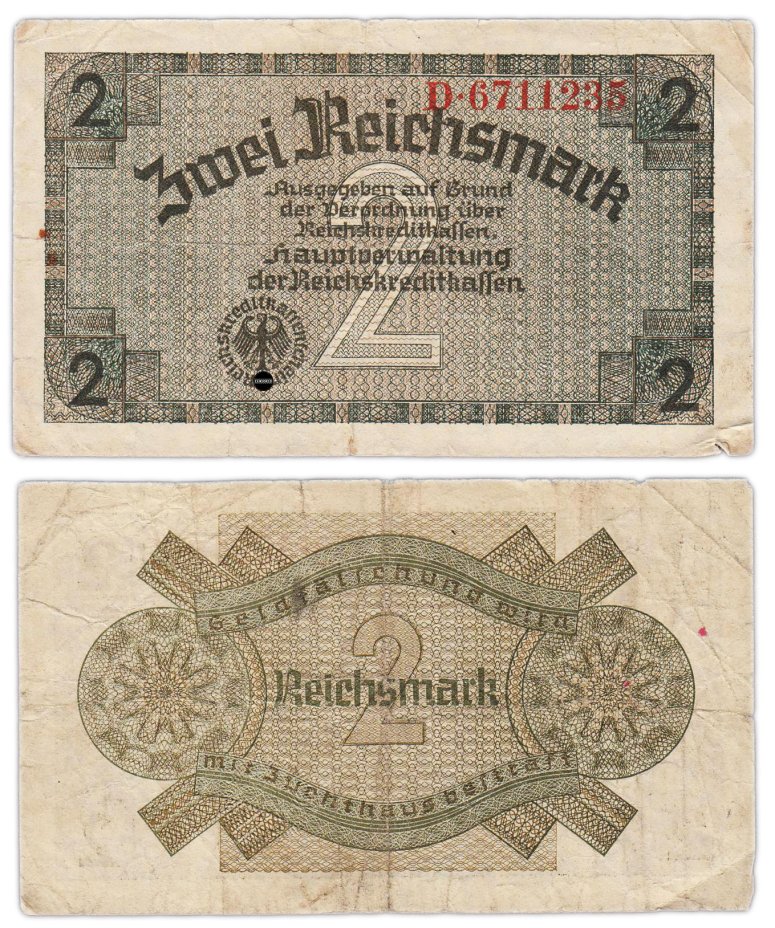 2
2
D·6711235
Zwei Reichsmark
Ausgegeben auf Grund
der Verordnung über
Reichskreditkassen.
Hauptverwaltung
der Reichskreditkassen
Reichskreditkassenschein
2
2
2
Geldfälschung wird
2
Reichsmark
mit Zuchthaus bestraft